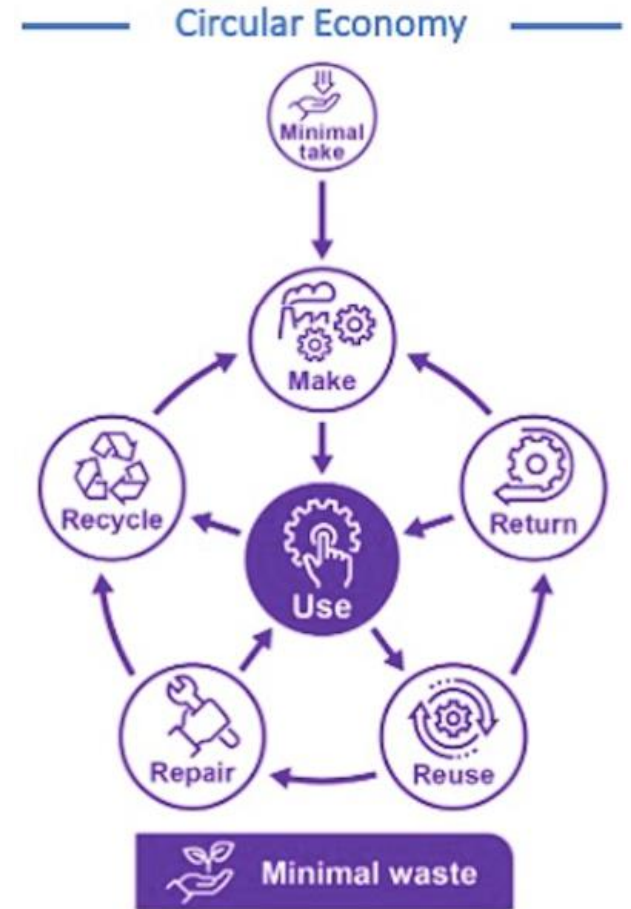 Circular Economy
Minimal
take
Make
Recycle
Return
Use
Repair
Reuse
Minimal waste